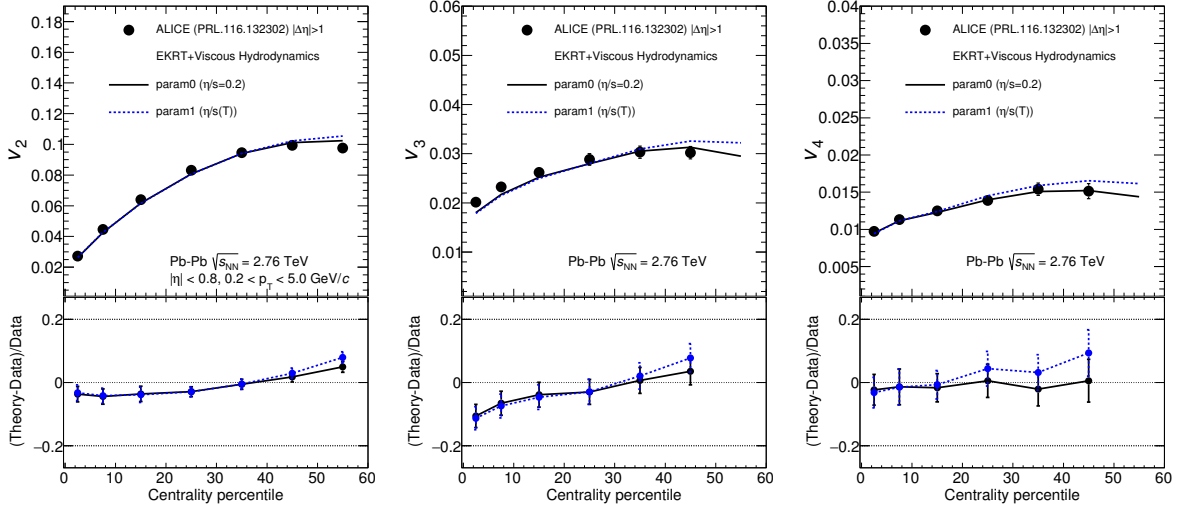 v2
0.18
0.16
0.14
0.12
0.1
0.08
0.06
0.04
0.02
ALICE (PRL.116.132302) |Δη|>1
EKRT+Viscous Hydrodynamics
param0 (η/s=0.2)
param1 (η/s(T))
Pb-Pb √sNN = 2.76 TeV
|η| < 0.8, 0.2 < pT < 5.0 GeV/c
(Theory-Data)/Data
0.2
0
−0.2
0 10 20 30 40 50 60
Centrality percentile
v3
0.06
0.05
0.04
0.03
0.02
0.01
ALICE (PRL.116.132302) |Δη|>1
EKRT+Viscous Hydrodynamics
param0 (η/s=0.2)
param1 (η/s(T))
Pb-Pb √sNN = 2.76 TeV
(Theory-Data)/Data
0.2
0
−0.2
0 10 20 30 40 50 60
Centrality percentile
v4
0.04
0.035
0.03
0.025
0.02
0.015
0.01
0.005
ALICE (PRL.116.132302) |Δη|>1
EKRT+Viscous Hydrodynamics
param0 (η/s=0.2)
param1 (η/s(T))
Pb-Pb √sNN = 2.76 TeV
(Theory-Data)/Data
0.2
0
−0.2
0 10 20 30 40 50 60
Centrality percentile